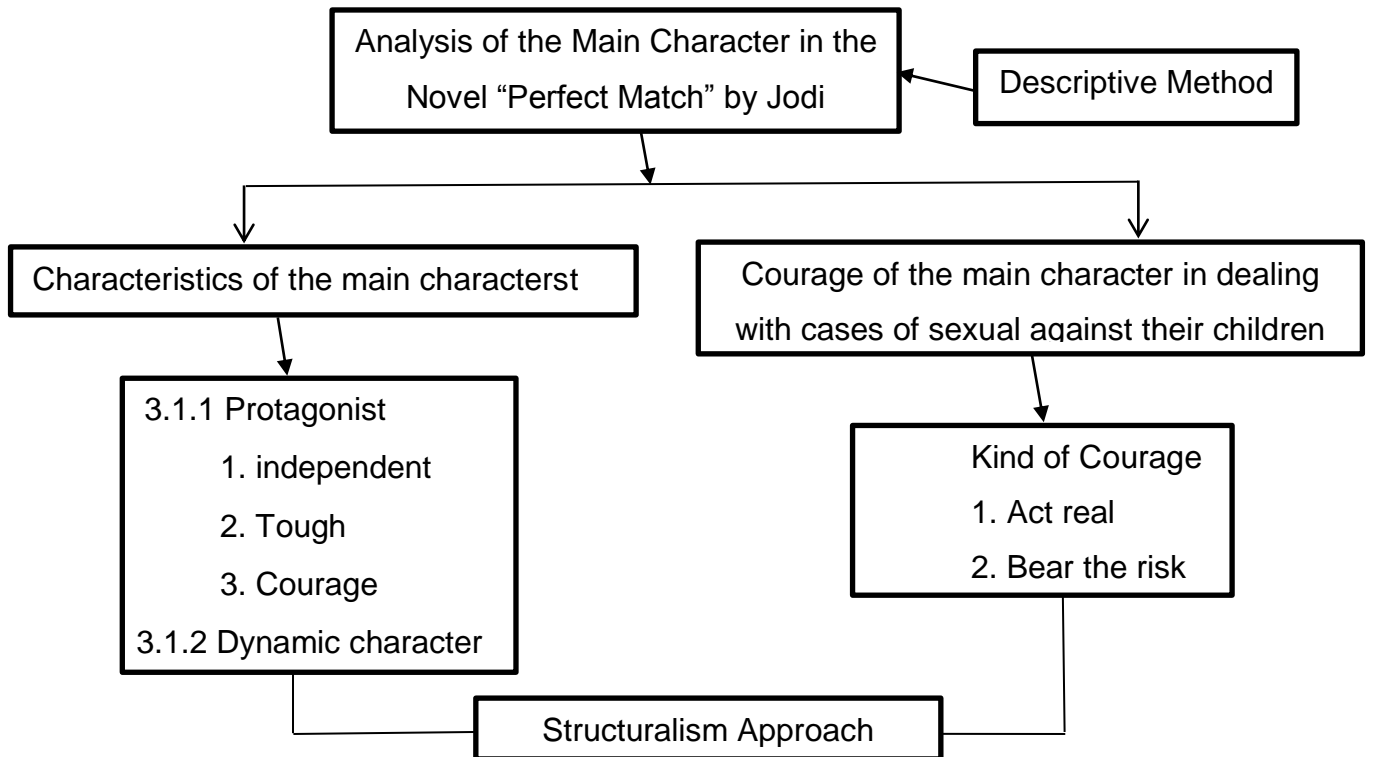 Analysis of the Main Character in the
Novel “Perfect Match” by Jodi
Descriptive Method
Characteristics of the main characterst
Courage of the main character in dealing
with cases of sexual against their children
3.1.1 Protagonist
1. independent
2. Tough
3. Courage
3.1.2 Dynamic character
Kind of Courage
1. Act real
2. Bear the risk
Structuralism Approach